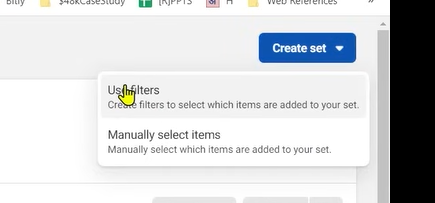 Bitly $48kCaseStudy [R]PPTS H Web References
Create set
Use filters
Create filters to select which items are added to your set.
Manually select items
Manually select which items are added to your set.